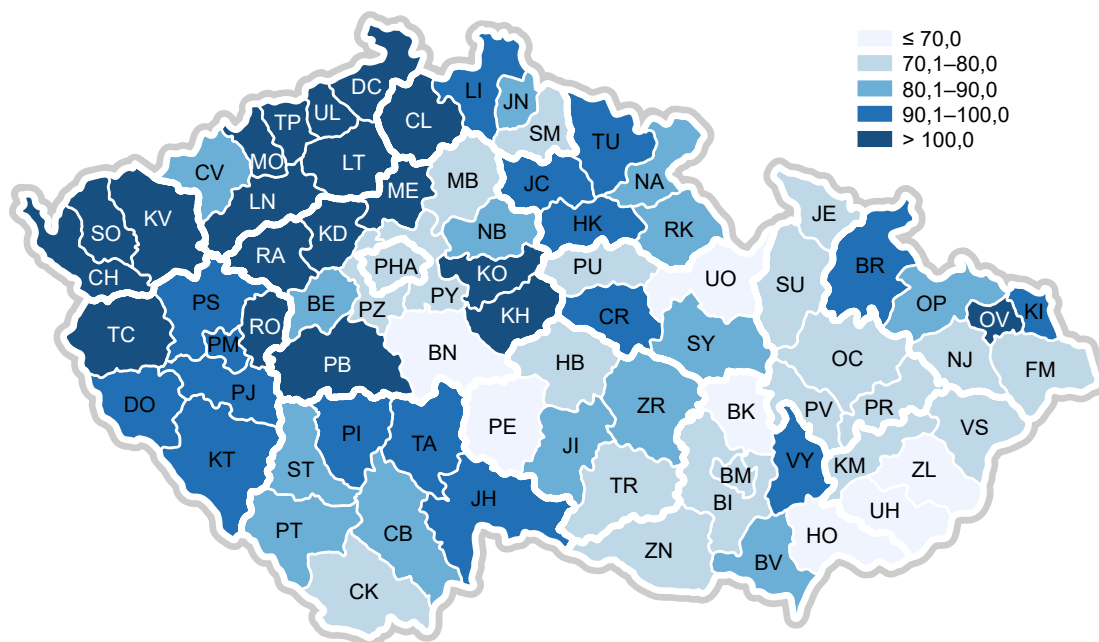 ≤ 70,0
70,1–80,0
80,1–90,0
90,1–100,0
> 100,0
DC
LI
JN
TP
UL
CL
SM
TU
MO
LT
CV
ME
MB
JC
NA
LN
KV
SO
KD
NB
HK
RK
JE
RA
PHA
CH
KO
PU
UO
BR
PS
BE
PZ
PY
SU
OP
KI
TC
RO
KH
CR
OV
PM
BN
SY
PB
HB
OC
NJ
FM
DO
PJ
ZR
BK
PV
PR
PI
TA
PE
VS
KT
ST
JI
VY
KM
ZL
BM
JH
TR
BI
UH
PT
CB
HO
ZN
BV
CK